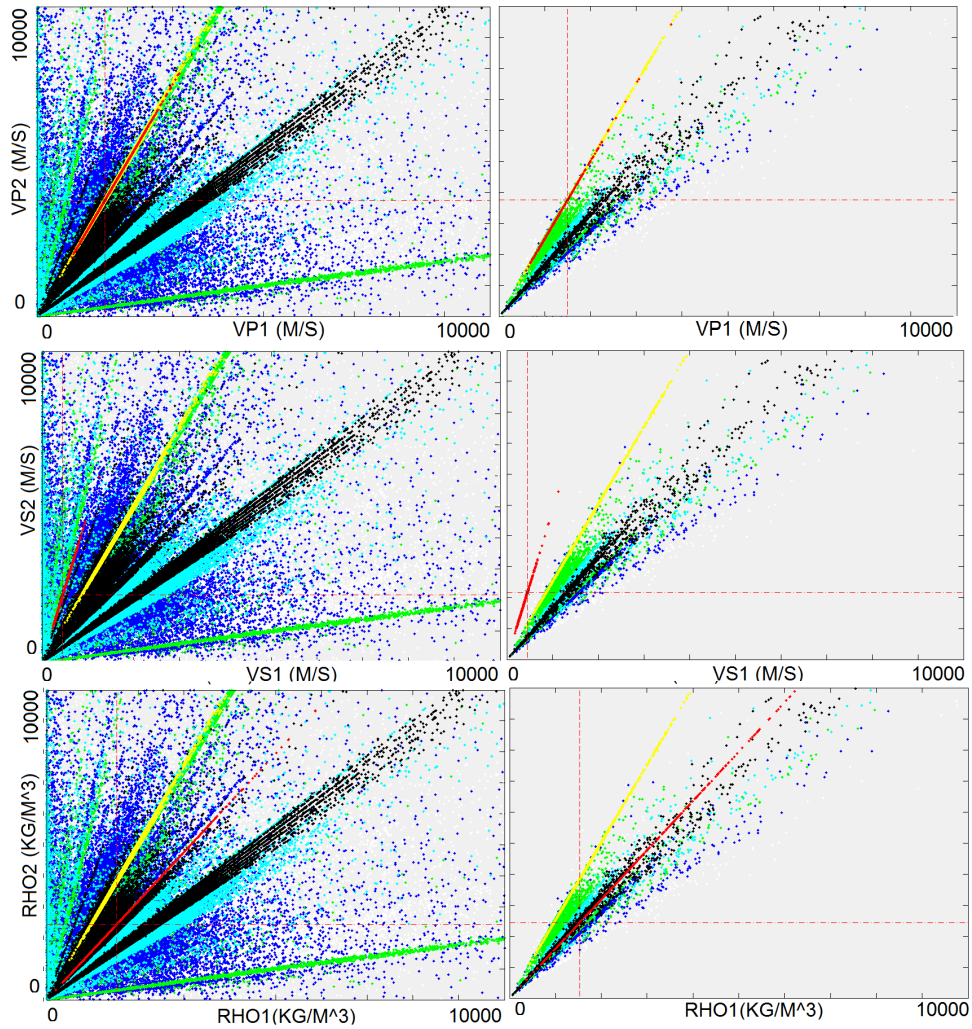 10000
VP2 (M/S)
0
0 VP1 (M/S) 10000
0 VP1 (M/S) 10000
10000
VS2 (M/S)
0
0 VS1 (M/S) 10000
0 VS1 (M/S) 10000
10000
RHO2 (KG/M^3)
0
0 RHO1(KG/M^3) 10000
0 RHO1(KG/M^3) 10000